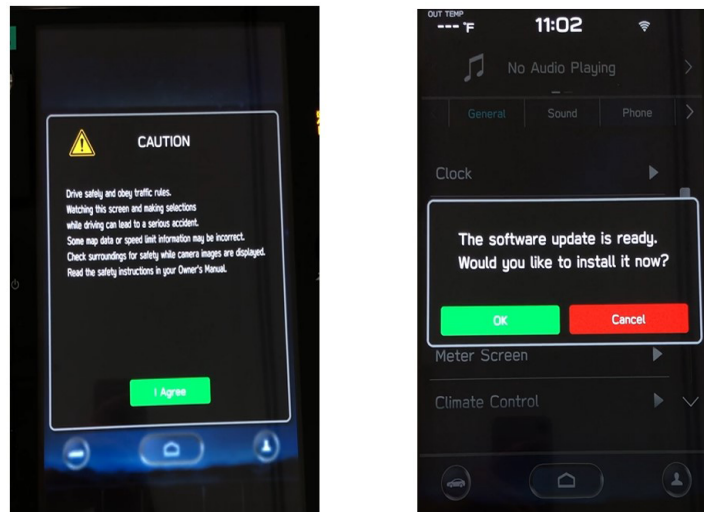 CAUTION
Drive safely and obey traffic rules.
Watching this screen and making selections
while driving can lead to a serious accident.
Some map data or speed limit information may be incorrect.
Check surroundings for safety while camera images are displayed.
Read the safety instructions in your Owner's Manual.
I Agree
OUT TEMP
--- °F
11:02
No Audio Playing
General
Sound
Phone
Clock
The software update is ready.
Would you like to install it now?
OK
Cancel
Meter Screen
Climate Control